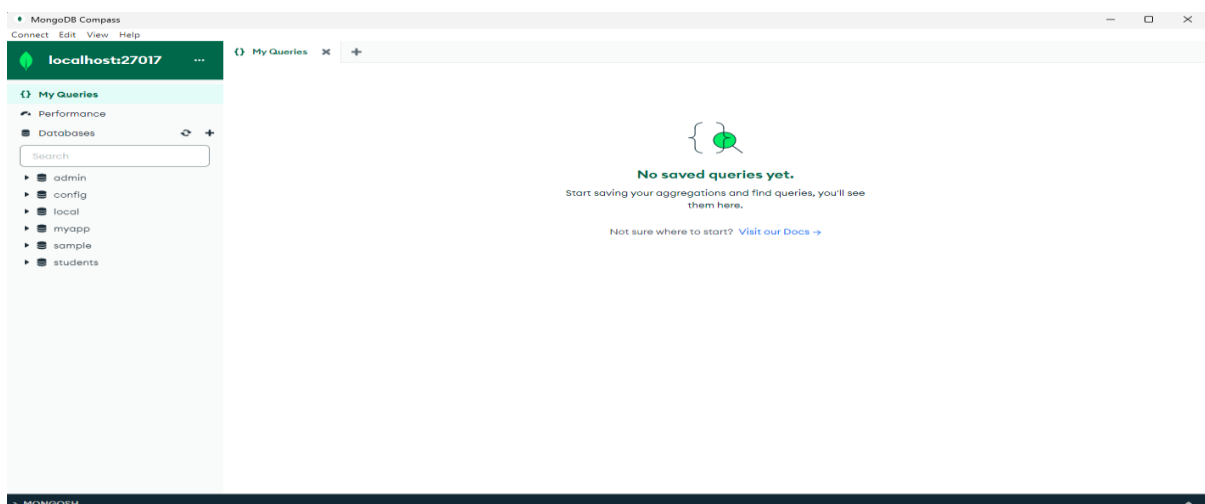 MongoDB Compass
Connect Edit View Help
localhost:27017 ...
{} My Queries
{} My Queries
Performance
Databases
Search
admin
config
local
myapp
sample
students
No saved queries yet.
Start saving your aggregations and find queries, you'll see
them here.
Not sure where to start? Visit our Docs →
>_MONGOSH